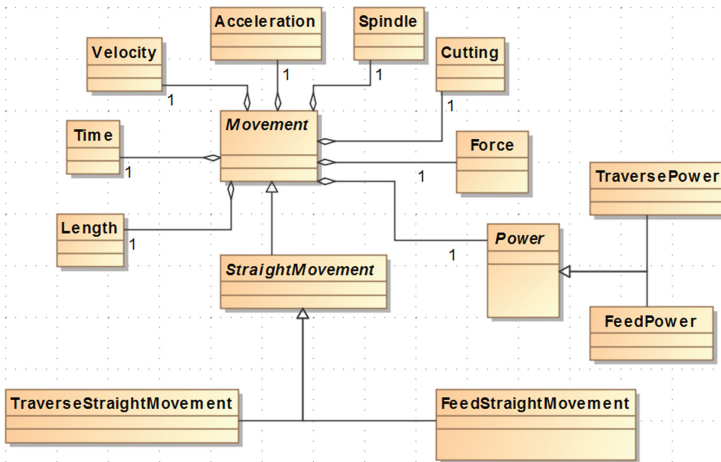 Acceleration
Spindle
Velocity
Cutting
1
1
1
1
Movement
Time
1
Force
1
TraversePower
Length
1
Power
1
StraightMovement
FeedPower
TraverseStraightMovement
FeedStraightMovement